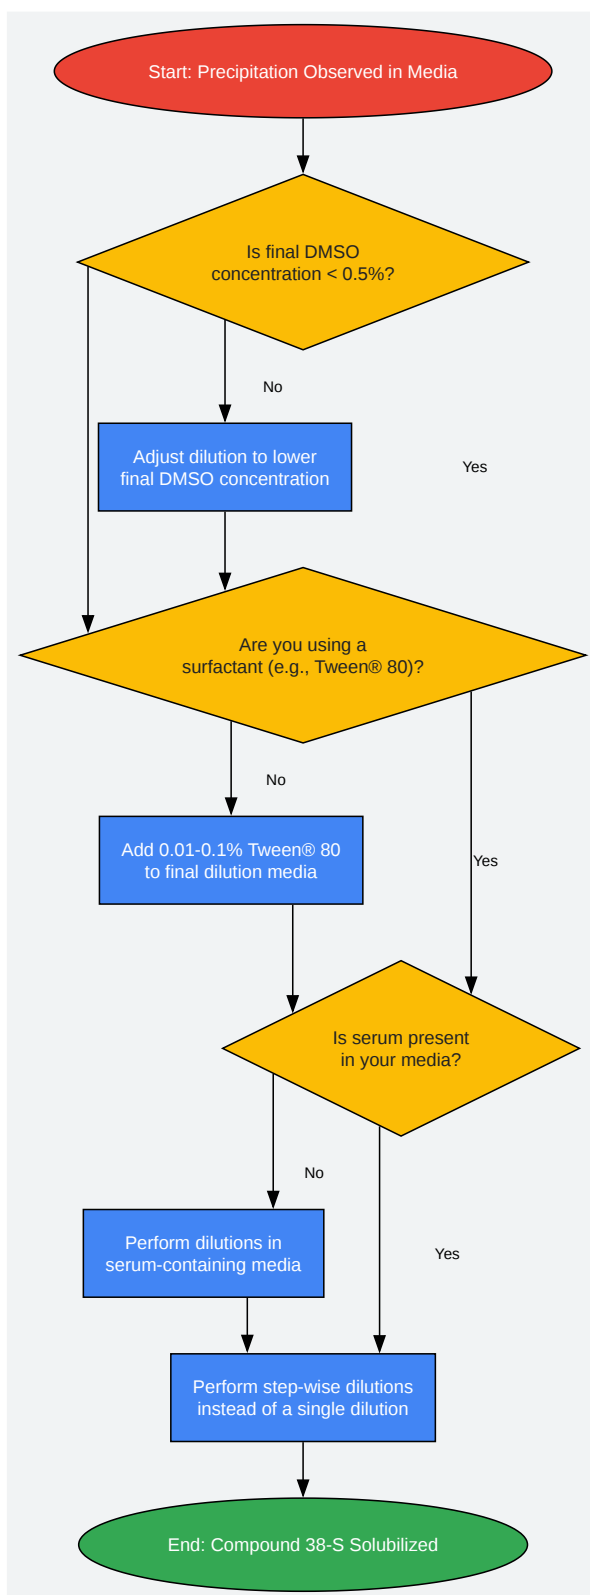 Start: Precipitation Observed in Media
Is final DMSO
concentration < 0.5%?
No
Adjust dilution to lower
final DMSO concentration
Yes
Are you using a
surfactant (e.g., Tween® 80)?
No
Add 0.01-0.1% Tween® 80
to final dilution media
Yes
Is serum present
in your media?
No
Perform dilutions in
serum-containing media
Yes
Perform step-wise dilutions
instead of a single dilution
End: Compound 38-S Solubilized